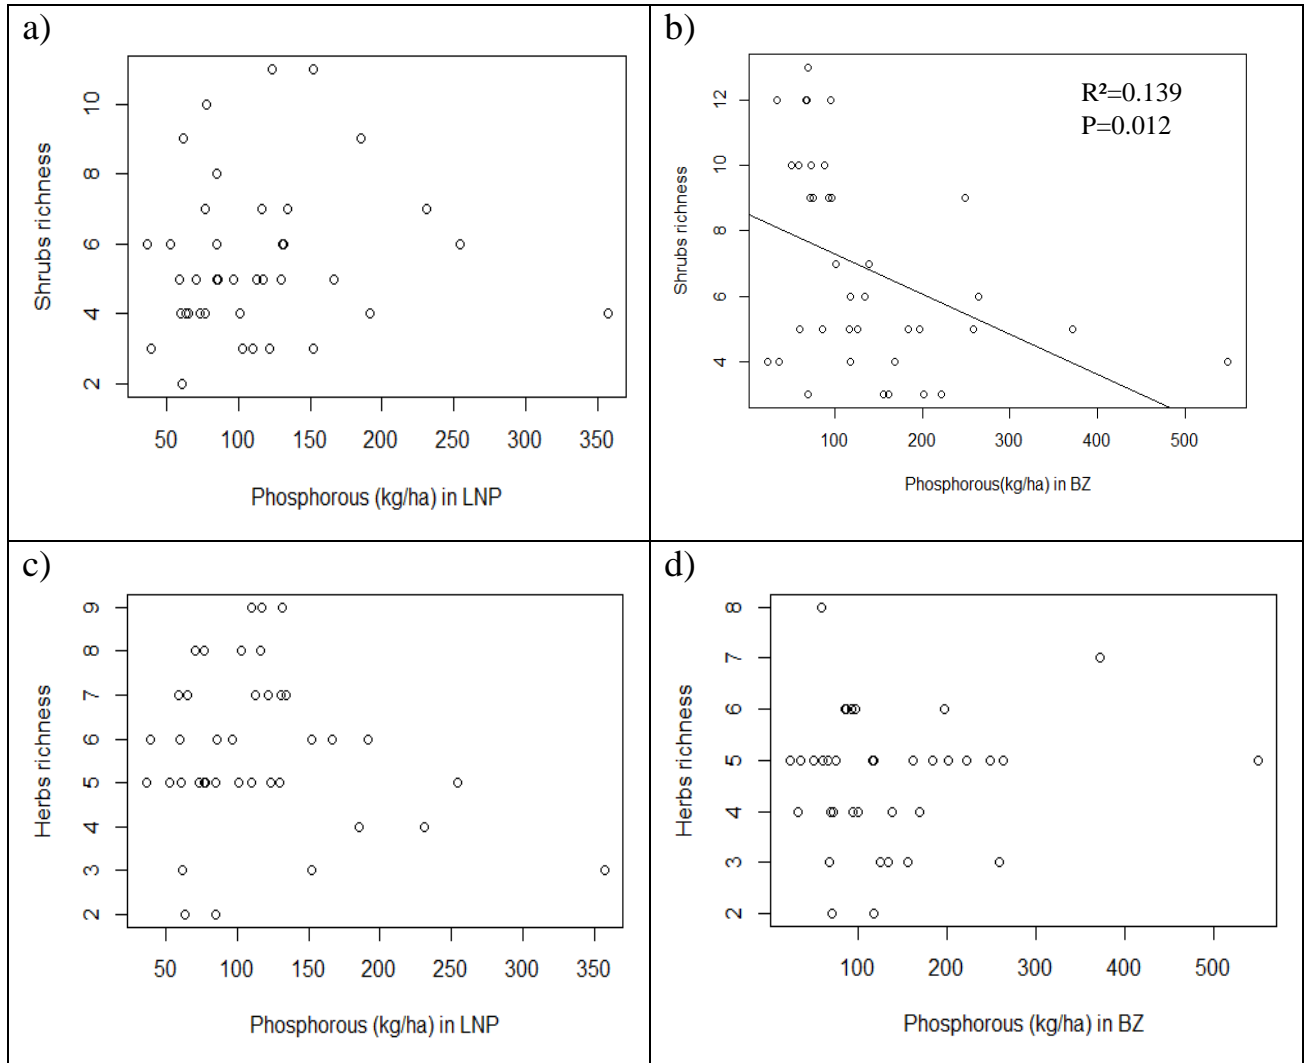 a)
Shrubs richness
10
8
6
4
2
50 100 150 200 250 300 350
Phosphorous (kg/ha) in LNP
b)
R²=0.139
P=0.012
Shrubs richness
12
10
8
6
4
100 200 300 400 500
Phosphorous(kg/ha) in BZ
c)
Herbs richness
9
8
7
6
5
4
3
2
50 100 150 200 250 300 350
Phosphorous (kg/ha) in LNP
d)
Herbs richness
8
7
6
5
4
3
2
100 200 300 400 500
Phosphorous (kg/ha) in BZ